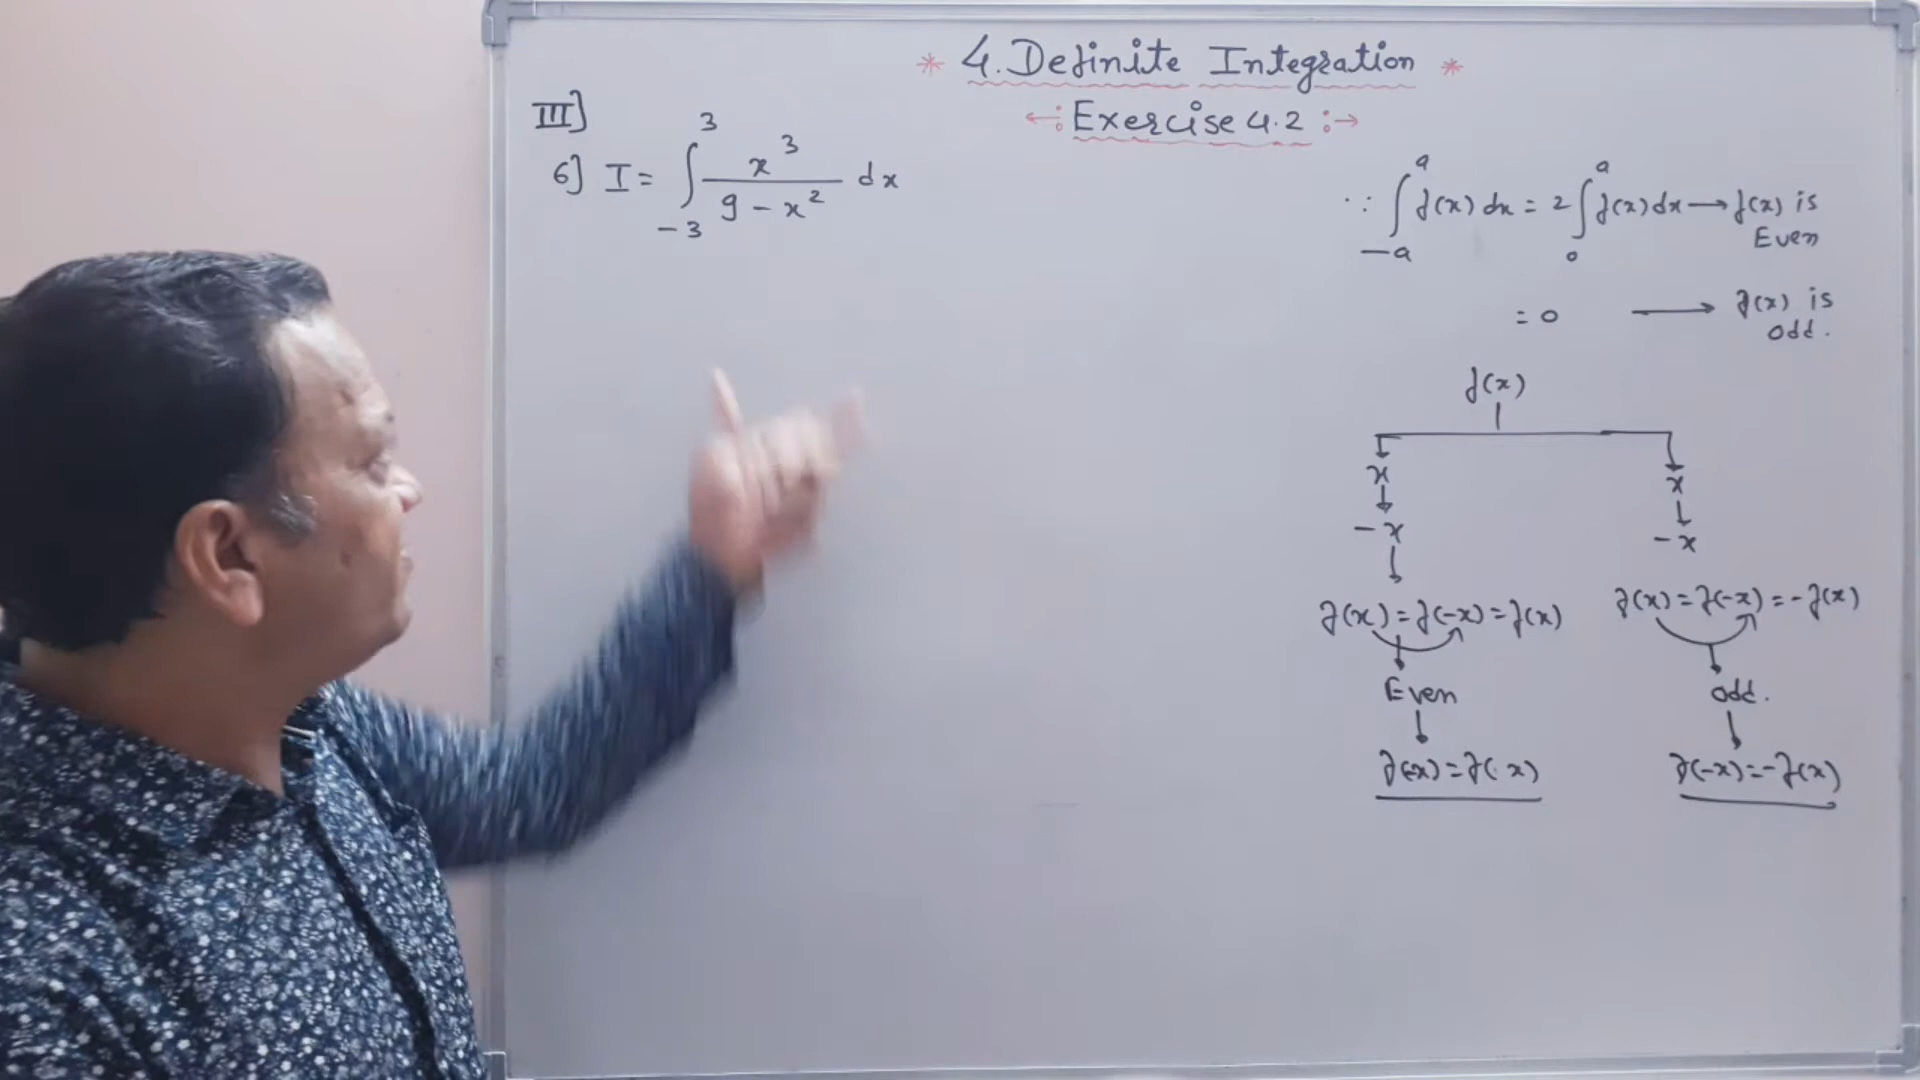 * 4. Definite Integration *
←: Exercise 4.2 :→
III]
6] I = ∫_{-3}^{3} x³/(9 - x²) dx
∵ ∫_{-a}^{a} f(x) dx = 2 ∫_{0}^{a} f(x) dx → f(x) is Even
= 0 → f(x) is odd.
f(x)
x x
-x -x
f(x) = f(-x) = f(x) f(x) = f(-x) = -f(x)
Even odd.
f(-x) = f(x) f(-x) = -f(x)